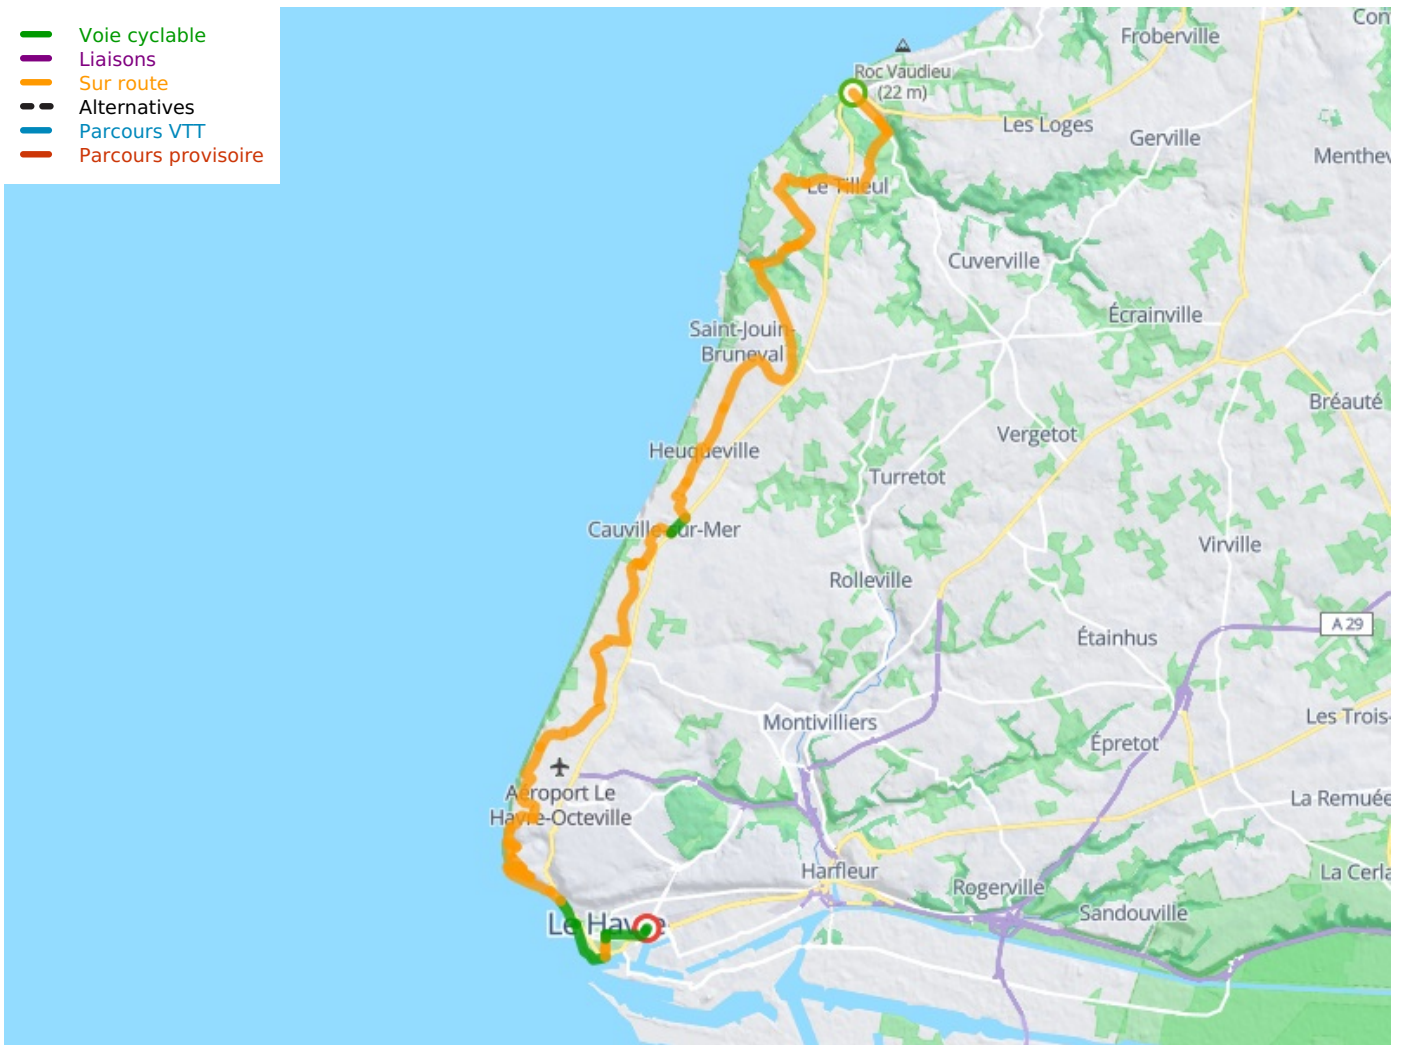 Voie cyclable
Liaisons
Sur route
Alternatives
Parcours VTT
Parcours provisoire
Froberville
Roc Vaudieu
(22 m)
Les Loges
Gerville
Le Tilleul
Cuverville
Écrainville
Saint-Jouin-
Bruneval
Bréauté
Vergetot
Heuqueville
Turretot
Cauville-sur-Mer
Virville
Rolleville
A 29
Étainhus
Les Trois-
Montivilliers
Épretot
Aéroport Le
Havre-Octeville
La Remuée
Harfleur
La Cerla
Rogerville
Sandouville
Le Havre